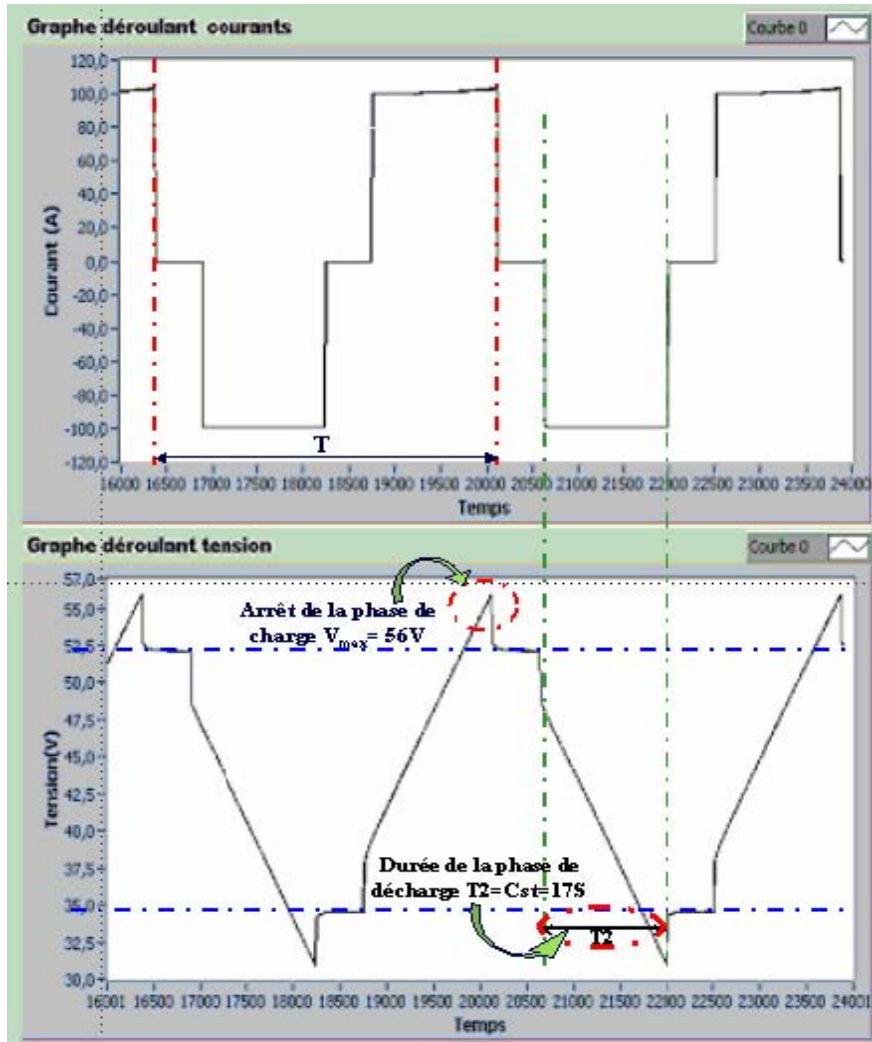 Graphe déroulant courants
Courbe 0
120,0
100,0
80,0
60,0
40,0
20,0
0,0
-20,0
-40,0
-60,0
-80,0
-100,0
-120,0
Courant (A)
T
16000 16500 17000 17500 18000 18500 19000 19500 20000 20500 21000 21500 22000 22500 23000 23500 24000
Temps
Graphe déroulant tension
Courbe 0
57,0
55,0
52,5
50,0
47,5
45,0
42,5
40,0
37,5
35,0
32,5
30,0
Tension(V)
Arrêt de la phase de
charge Vmax= 56V
Durée de la phase de
décharge T2=Cst=17S
T2
16001 16500 17000 17500 18000 18500 19000 19500 20000 20500 21000 21500 22000 22500 23000 23500 24001
Temps